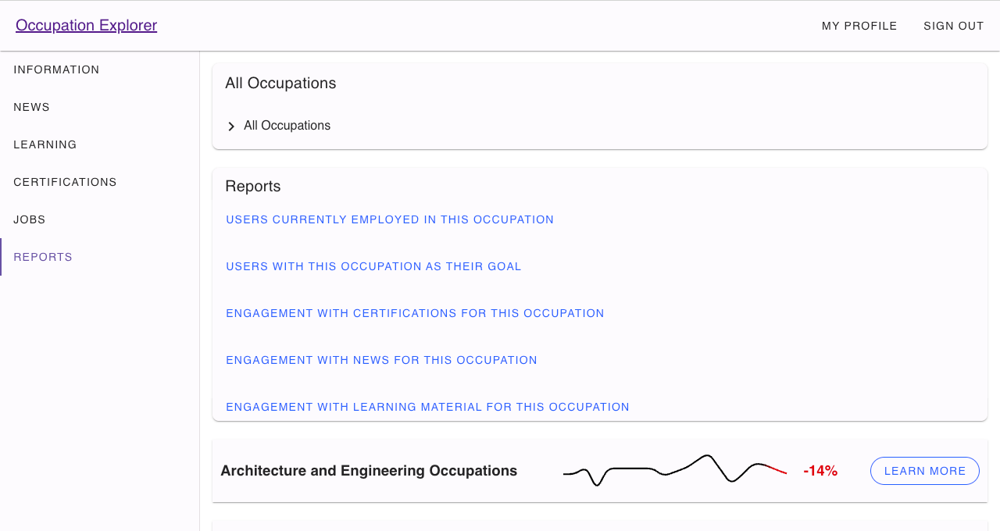 Occupation Explorer
MY PROFILE
SIGN OUT
INFORMATION
NEWS
LEARNING
CERTIFICATIONS
JOBS
REPORTS
All Occupations
All Occupations
Reports
USERS CURRENTLY EMPLOYED IN THIS OCCUPATION
USERS WITH THIS OCCUPATION AS THEIR GOAL
ENGAGEMENT WITH CERTIFICATIONS FOR THIS OCCUPATION
ENGAGEMENT WITH NEWS FOR THIS OCCUPATION
ENGAGEMENT WITH LEARNING MATERIAL FOR THIS OCCUPATION
Architecture and Engineering Occupations
-14%
LEARN MORE